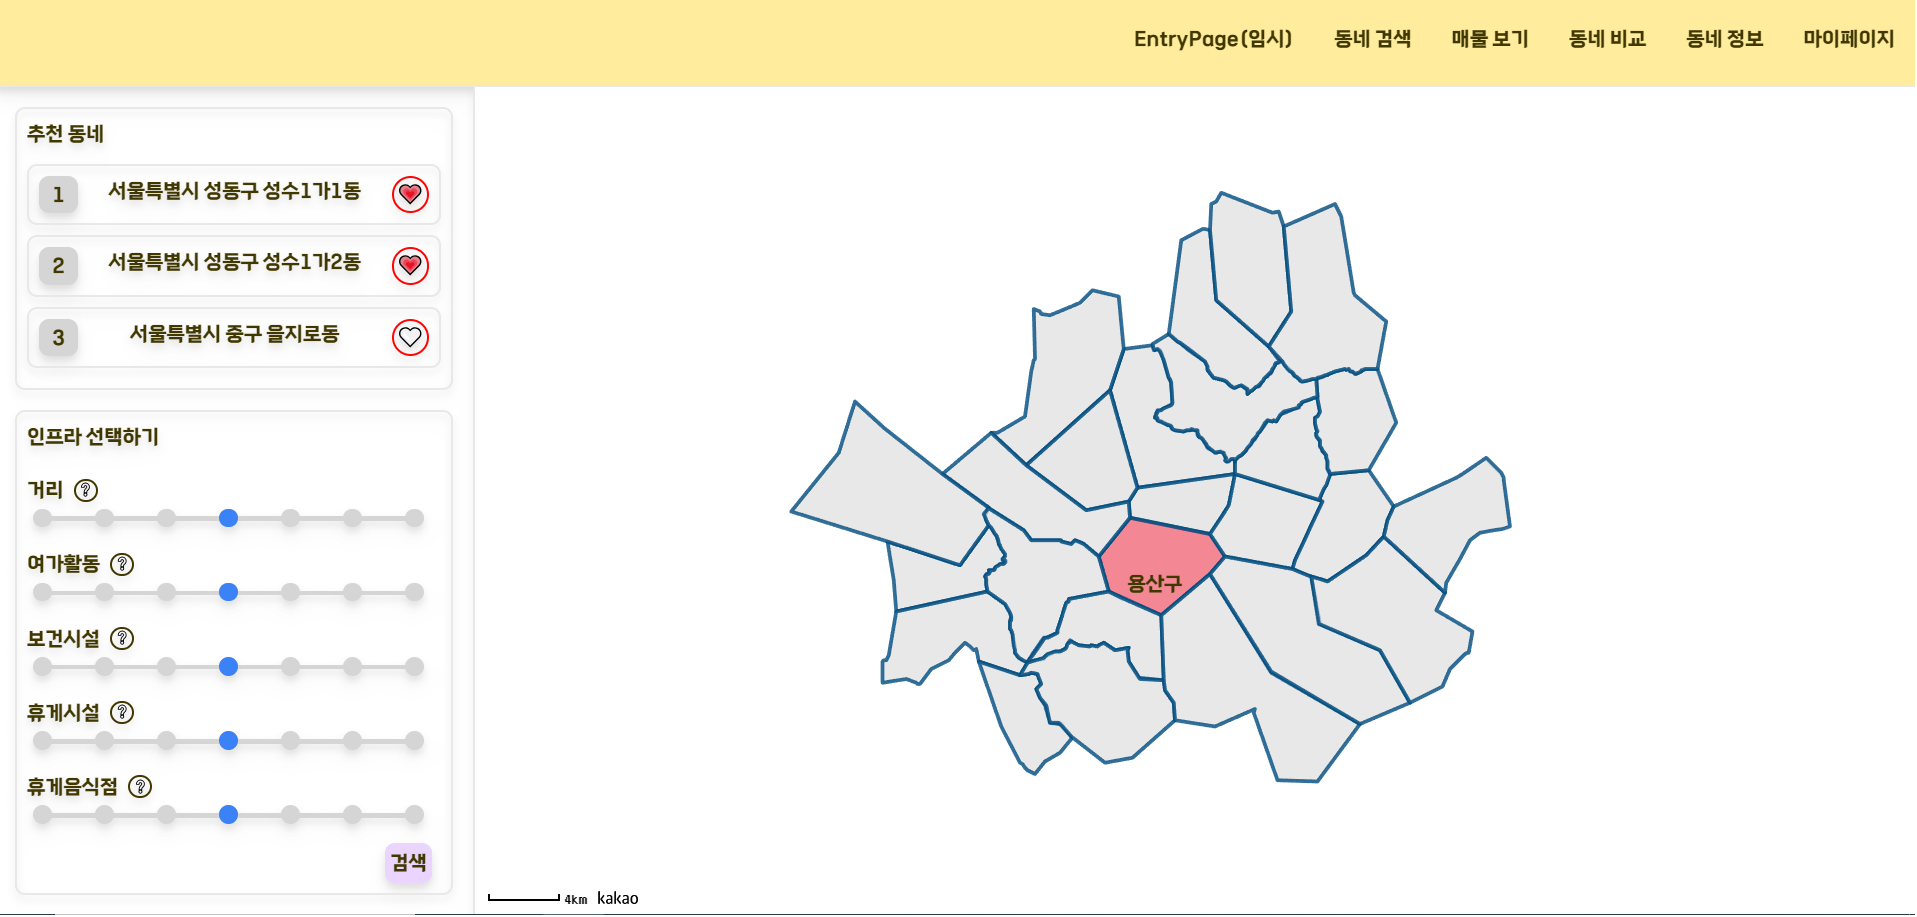 EntryPage(임시) 동네 검색 매물 보기 동네 비교 동네 정보 마이페이지
추천 동네
1 서울특별시 성동구 성수1가1동
2 서울특별시 성동구 성수1가2동
3 서울특별시 중구 을지로동
인프라 선택하기
거리 ?
여가활동 ?
보건시설 ?
휴게시설 ?
휴게음식점 ?
검색
용산구
4km kakao